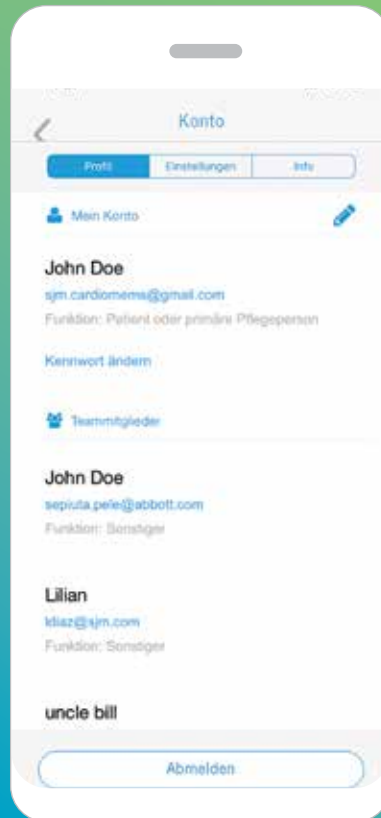 Konto
Profil Einstellungen Info
Mein Konto
John Doe
sjm.cardiomems@gmail.com
Funktion: Patient oder primäre Pflegeperson
Kennwort ändern
Teammitglieder
John Doe
sepiuta.pele@abbott.com
Funktion: Sonstiger
Lilian
ldiaz@sjm.com
Funktion: Sonstiger
uncle bill
Abmelden